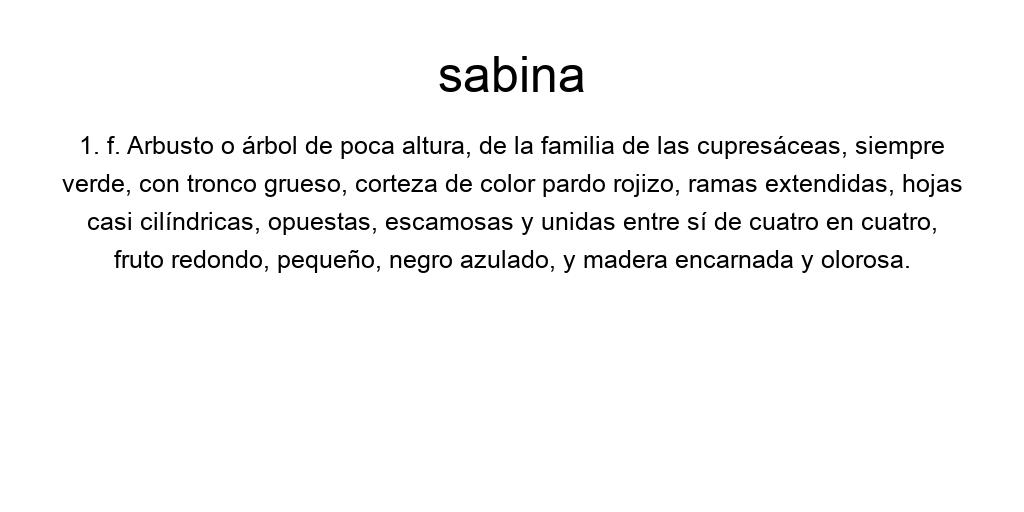 sabina
1. f. Arbusto o árbol de poca altura, de la familia de las cupresáceas, siempre
verde, con tronco grueso, corteza de color pardo rojizo, ramas extendidas, hojas
casi cilíndricas, opuestas, escamosas y unidas entre sí de cuatro en cuatro,
fruto redondo, pequeño, negro azulado, y madera encarnada y olorosa.